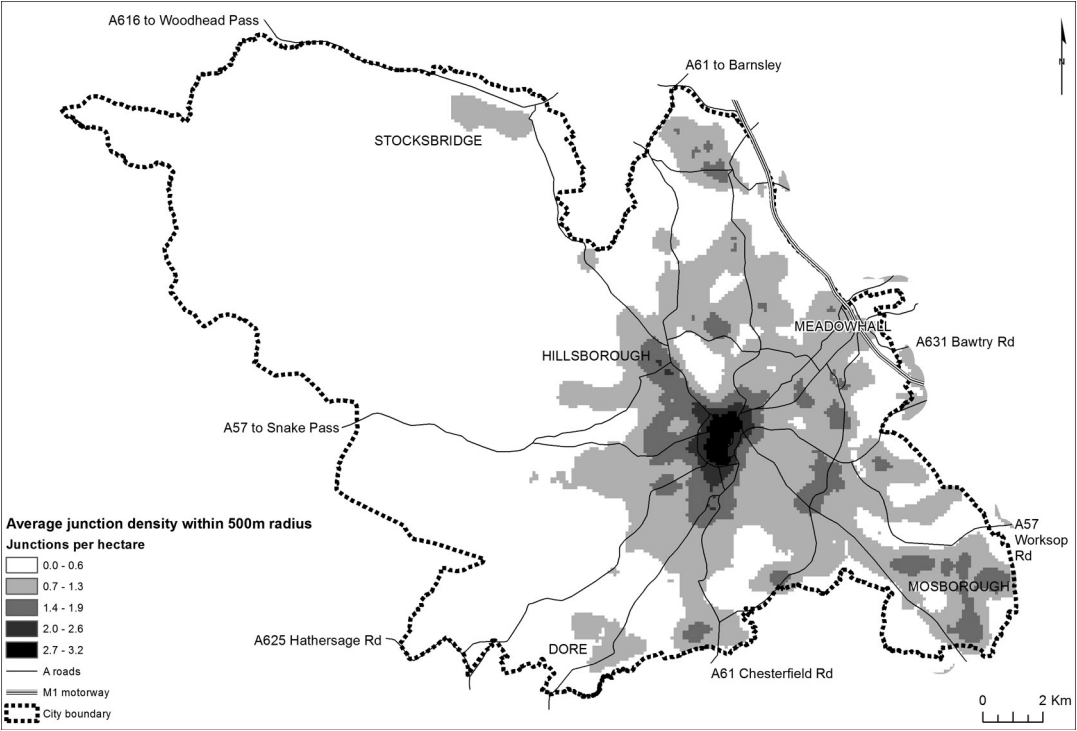 A616 to Woodhead Pass
A61 to Barnsley
N
STOCKSBRIDGE
MEADOWHALL
A631 Bawtry Rd
HILLSBOROUGH
A57 to Snake Pass
A57
Worksop
Rd
MOSBOROUGH
A625 Hathersage Rd
DORE
A61 Chesterfield Rd
Average junction density within 500m radius
Junctions per hectare
0.0 - 0.6
0.7 - 1.3
1.4 - 1.9
2.0 - 2.6
2.7 - 3.2
A roads
M1 motorway
City boundary
0 2 Km